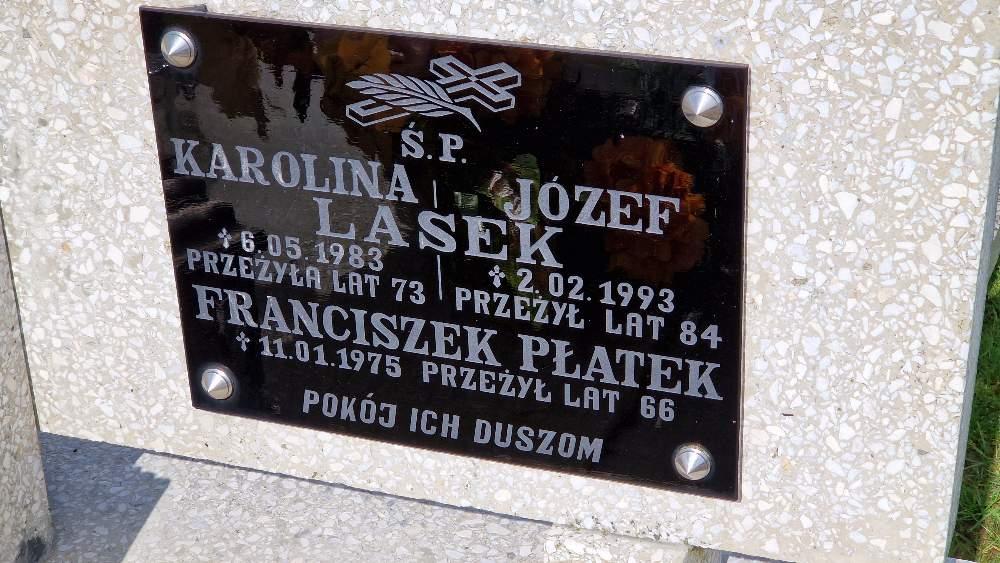 Ś.P.
KAROLINA JÓZEF
LASEK
✝ 6.05.1983 ✝ 2.02.1993
PRZEŻYŁA LAT 73 PRZEŻYŁ LAT 84
FRANCISZEK PŁATEK
✝ 11.01.1975 PRZEŻYŁ LAT 66
POKÓJ ICH DUSZOM